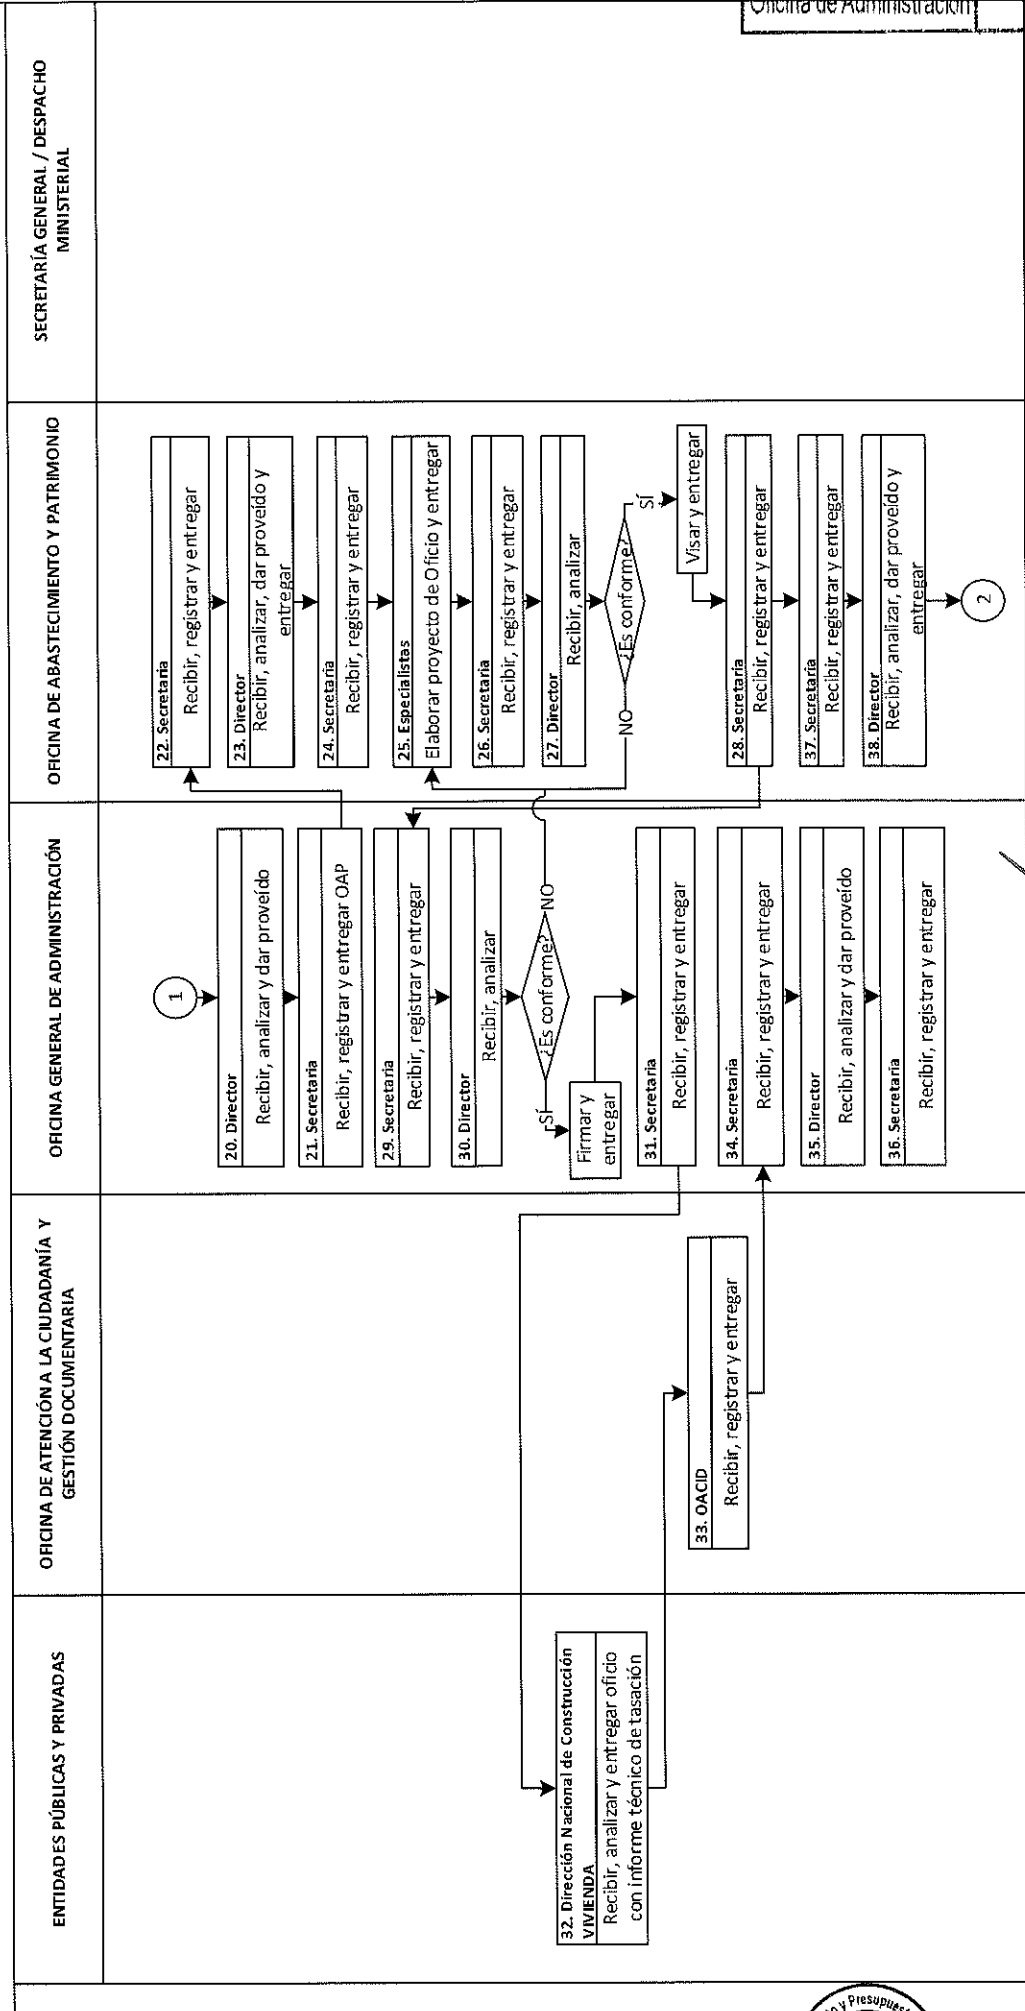 ENTIDADES PÚBLICAS Y PRIVADAS
OFICINA DE ATENCIÓN A LA CIUDADANÍA Y
GESTIÓN DOCUMENTARIA
OFICINA GENERAL DE ADMINISTRACIÓN
OFICINA DE ABASTECIMIENTO Y PATRIMONIO
SECRETARÍA GENERAL / DESPACHO
MINISTERIAL
1
20. Director
Recibir, analizar y dar proveído
21. Secretaria
Recibir, registrar y entregar OAP
22. Secretaria
Recibir, registrar y entregar
23. Director
Recibir, analizar, dar proveído y
entregar
24. Secretaria
Recibir, registrar y entregar
25. Especialistas
Elaborar proyecto de Oficio y entregar
26. Secretaria
Recibir, registrar y entregar
27. Director
Recibir, analizar
¿Es conforme?
NO
SÍ
Visar y entregar
28. Secretaria
Recibir, registrar y entregar
29. Secretaria
Recibir, registrar y entregar
30. Director
Recibir, analizar
¿Es conforme?
SÍ
NO
Firmar y
entregar
31. Secretaria
Recibir, registrar y entregar
32. Dirección Nacional de Construcción
VIVIENDA
Recibir, analizar y entregar oficio
con informe técnico de tasación
33. OACID
Recibir, registrar y entregar
34. Secretaria
Recibir, registrar y entregar
35. Director
Recibir, analizar y dar proveído
36. Secretaria
Recibir, registrar y entregar
37. Secretaria
Recibir, registrar y entregar
38. Director
Recibir, analizar, dar proveído y
entregar
2
Oficina de Administración
y Presupues